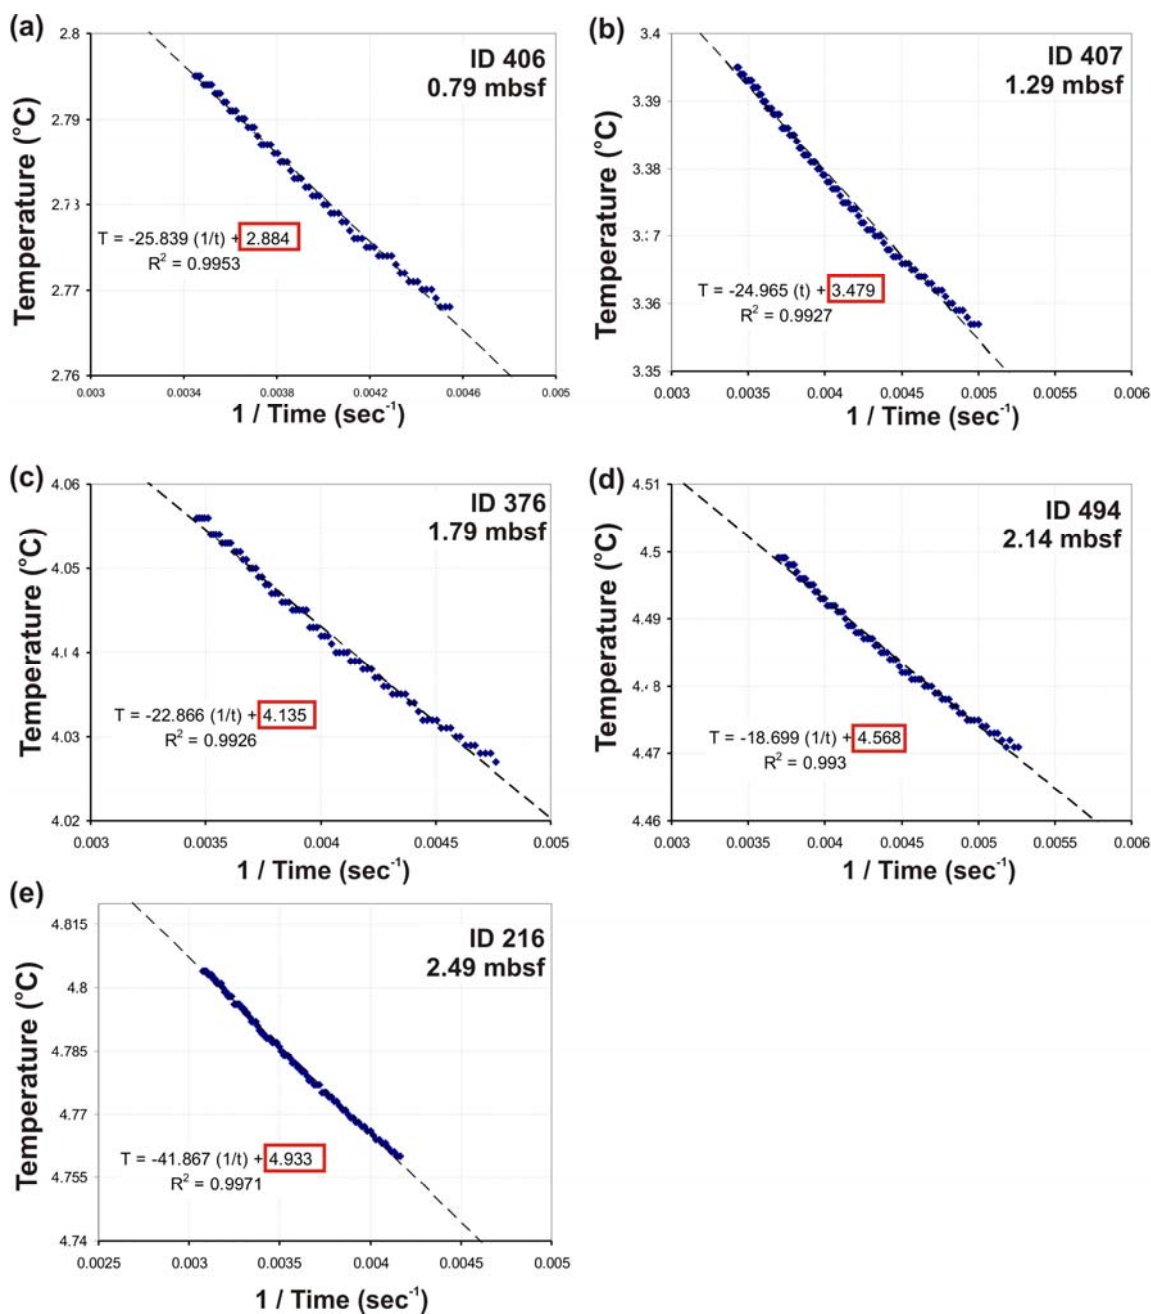 (a)
ID 406
0.79 mbsf
Temperature (°C)
2.8
2.79
2.73
2.77
2.76
T = -25.839 (1/t) + 2.884
R² = 0.9953
0.003 0.0034 0.0038 0.0042 0.0046 0.005
1 / Time (sec⁻¹)
(b)
ID 407
1.29 mbsf
Temperature (°C)
3.4
3.39
3.38
3.17
3.36
3.35
T = -24.965 (t) + 3.479
R² = 0.9927
0.003 0.0035 0.004 0.0045 0.005 0.0055 0.006
1 / Time (sec⁻¹)
(c)
ID 376
1.79 mbsf
Temperature (°C)
4.06
4.05
4.14
4.03
4.02
T = -22.866 (1/t) + 4.135
R² = 0.9926
0.003 0.0035 0.004 0.0045 0.005
1 / Time (sec⁻¹)
(d)
ID 494
2.14 mbsf
Temperature (°C)
4.51
4.5
4.49
4.48
4.47
4.46
T = -18.699 (1/t) + 4.568
R² = 0.993
0.003 0.0035 0.004 0.0045 0.005 0.0055 0.006
1 / Time (sec⁻¹)
(e)
ID 216
2.49 mbsf
Temperature (°C)
4.815
4.8
4.785
4.77
4.755
4.74
T = -41.867 (1/t) + 4.933
R² = 0.9971
0.0025 0.003 0.0035 0.004 0.0045 0.005
1 / Time (sec⁻¹)